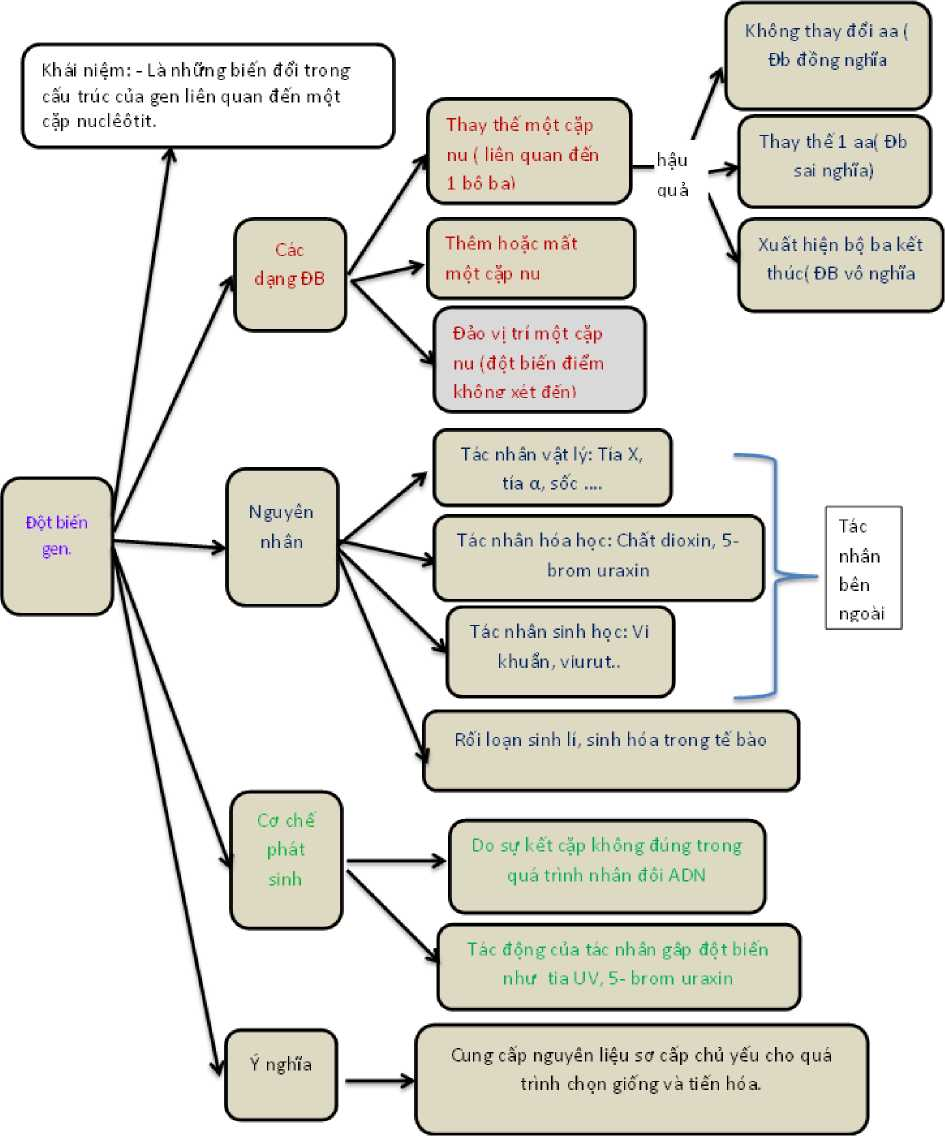 Khái niệm: - Là những biến đổi trong
cấu trúc của gen liên quan đến một
cặp nuclêôtit.
Đột biến
gen.
Các
dạng ĐB
Thay thế một cặp
nu ( liên quan đến
1 bộ ba)
hậu
quả
Không thay đổi aa (
Đb đồng nghĩa
Thay thế 1 aa( Đb
sai nghĩa)
Xuất hiện bộ ba kết
thúc( ĐB vô nghĩa
Thêm hoặc mất
một cặp nu
Đảo vị trí một cặp
nu (đột biến điểm
không xét đến)
Nguyên
nhân
Tác nhân vật lý: Tía X,
tía α, sốc ....
Tác nhân hóa học: Chất dioxin, 5-
brom uraxin
Tác nhân sinh học: Vi
khuẩn, viurut..
Tác
nhân
bên
ngoài
Rối loạn sinh lí, sinh hóa trong tế bào
Cơ chế
phát
sinh
Do sự kết cặp không đúng trong
quá trình nhân đôi ADN
Tác động của tác nhân gâp đột biến
như tia UV, 5- brom uraxin
Ý nghĩa
Cung cấp nguyên liệu sơ cấp chủ yếu cho quá
trình chọn giống và tiến hóa.